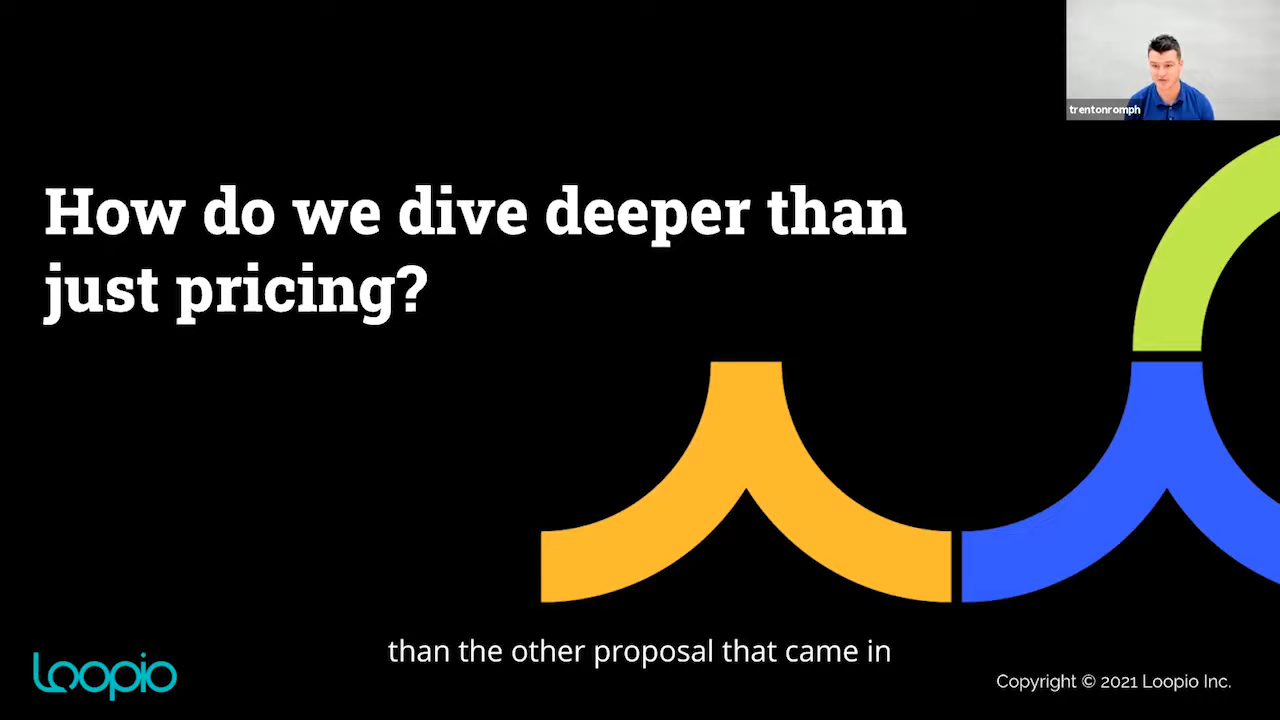 trentonromph
How do we dive deeper than
just pricing?
than the other proposal that came in
Loopio
Copyright © 2021 Loopio Inc.